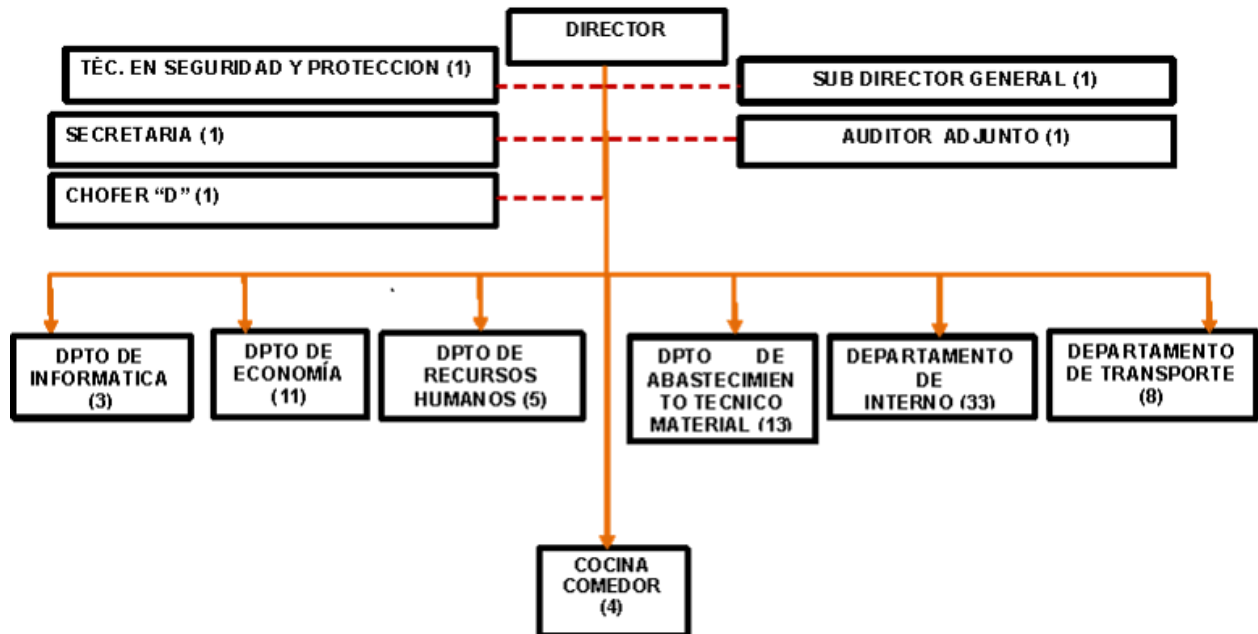 DIRECTOR
TÉC. EN SEGURIDAD Y PROTECCION (1)
SUB DIRECTOR GENERAL (1)
SECRETARIA (1)
AUDITOR ADJUNTO (1)
CHOFER “D” (1)
DPTO DE
INFORMATICA
(3)
DPTO DE
ECONOMÍA
(11)
DPTO DE
RECURSOS
HUMANOS (5)
DPTO DE
ABASTECIMIEN
TO TECNICO
MATERIAL (13)
DEPARTAMENTO
DE
INTERNO (33)
DEPARTAMENTO
DE TRANSPORTE
(8)
COCINA
COMEDOR
(4)